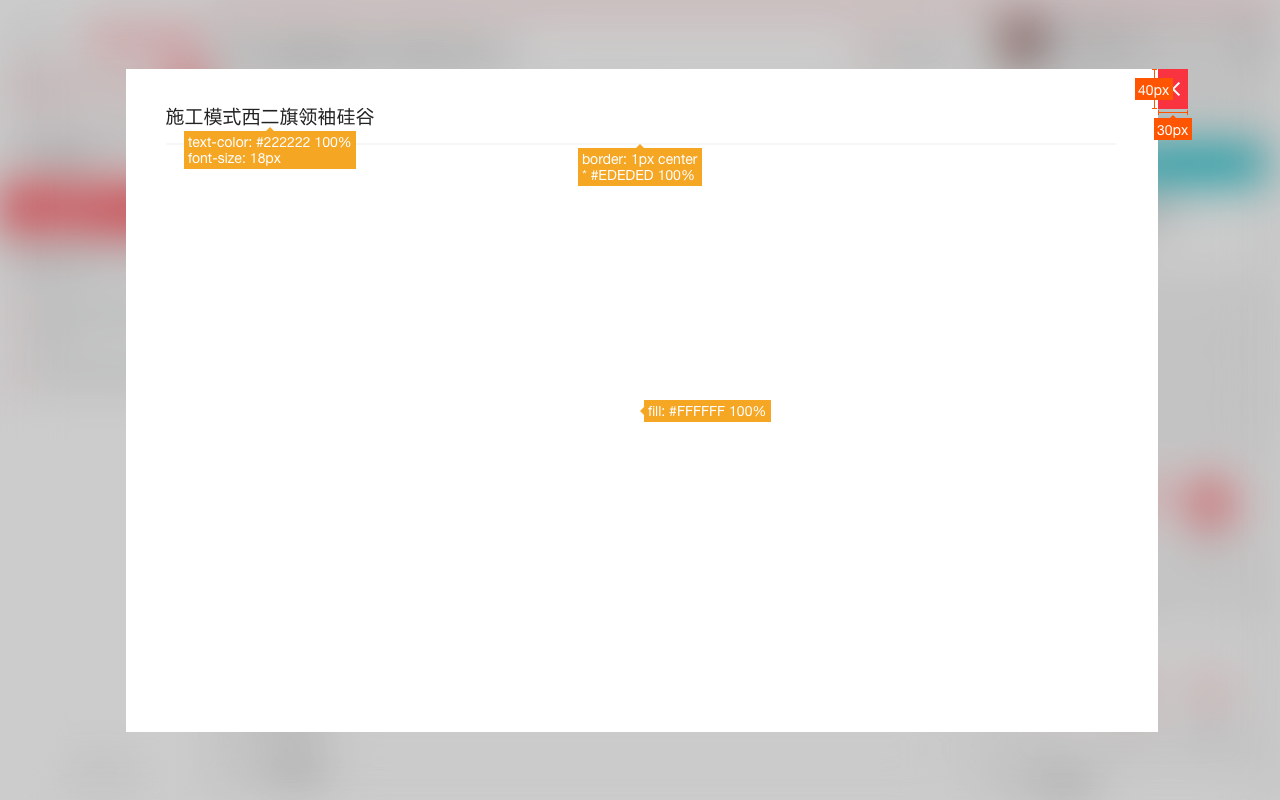 施工模式西二旗领袖硅谷
text-color: #222222 100%
font-size: 18px
border: 1px center
* #EDEDED 100%
40px
30px
fill: #FFFFFF 100%